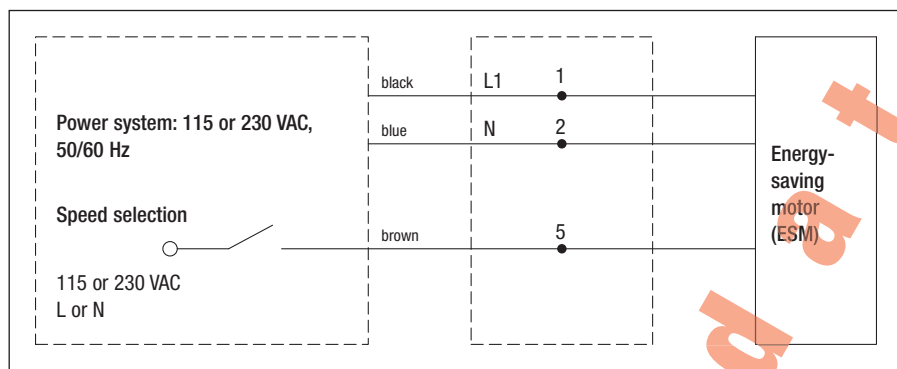 black
L1
1
Power system: 115 or 230 VAC,
50/60 Hz
blue
N
2
Energy-
saving
motor
(ESM)
Speed selection
brown
5
115 or 230 VAC
L or N
d a t